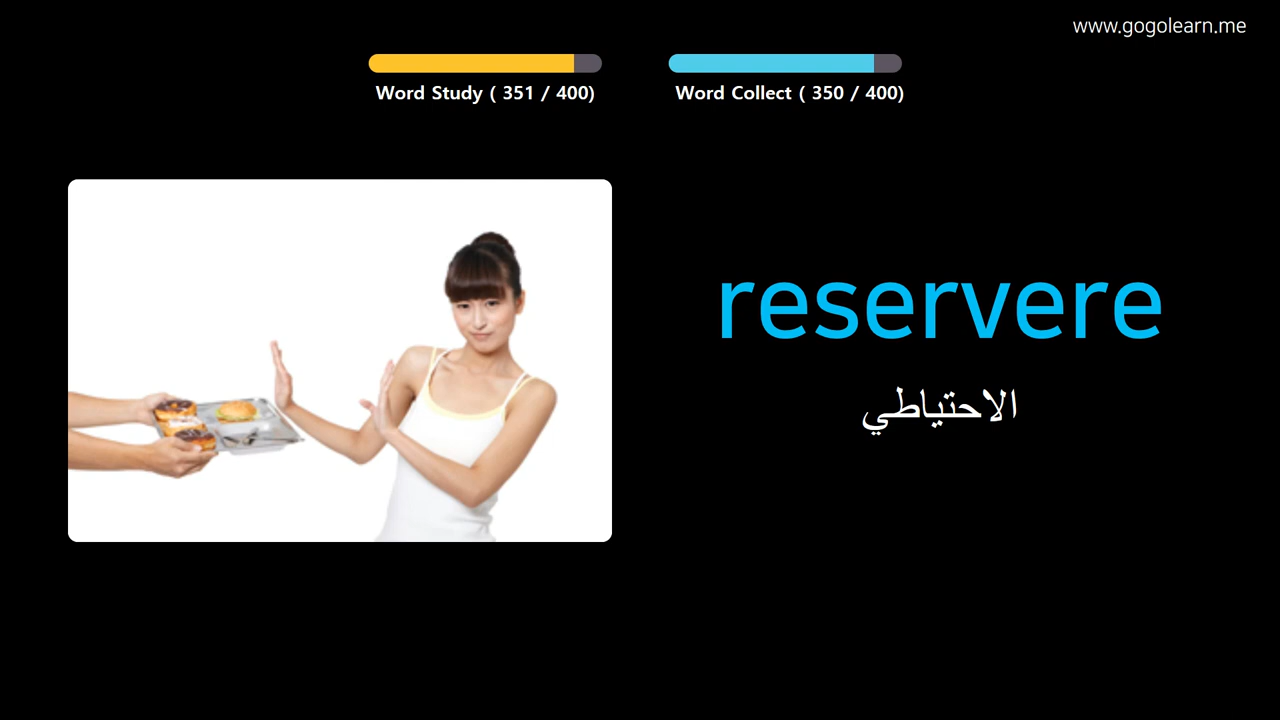 www.gogolearn.me
Word Study ( 351 / 400)
Word Collect ( 350 / 400)
reservere
الاحتياطي